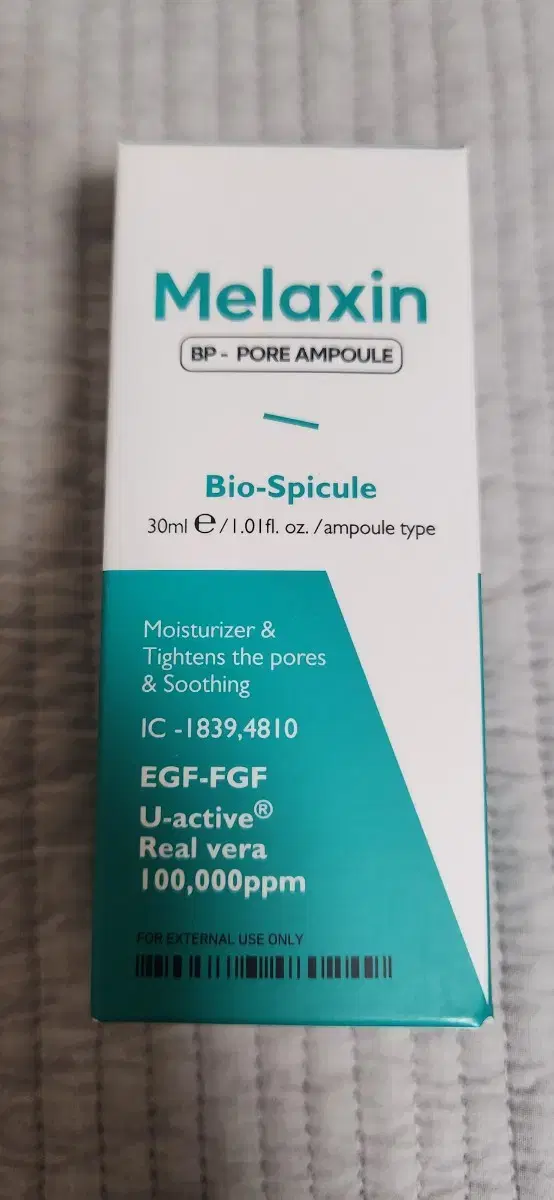 Melaxin
BP - PORE AMPOULE
Bio-Spicule
30ml ℮/1.01fl. oz. /ampoule type
Moisturizer &
Tightens the pores
& Soothing
IC -1839,4810
EGF-FGF
U-active®
Real vera
100,000ppm
FOR EXTERNAL USE ONLY